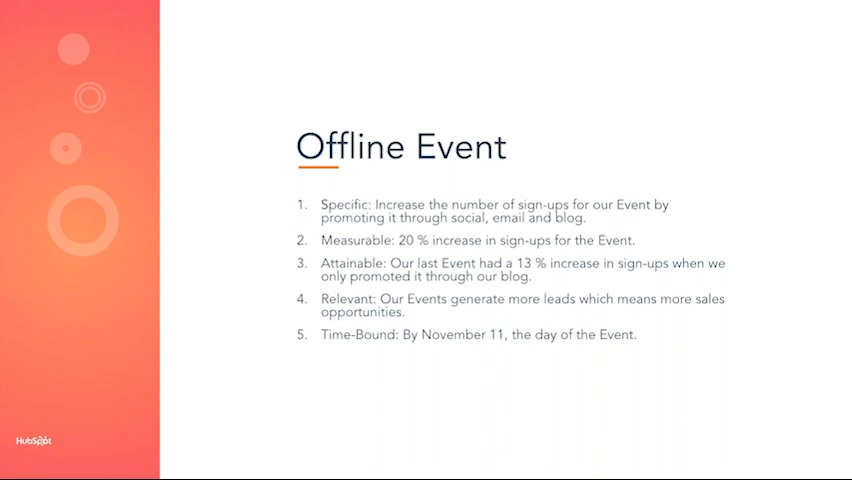 Offline Event
1. Specific: Increase the number of sign-ups for our Event by
promoting it through social, email and blog.
2. Measurable: 20 % increase in sign-ups for the Event.
3. Attainable: Our last Event had a 13 % increase in sign-ups when we
only promoted it through our blog.
4. Relevant: Our Events generate more leads which means more sales
opportunities.
5. Time-Bound: By November 11, the day of the Event.
HubSpot